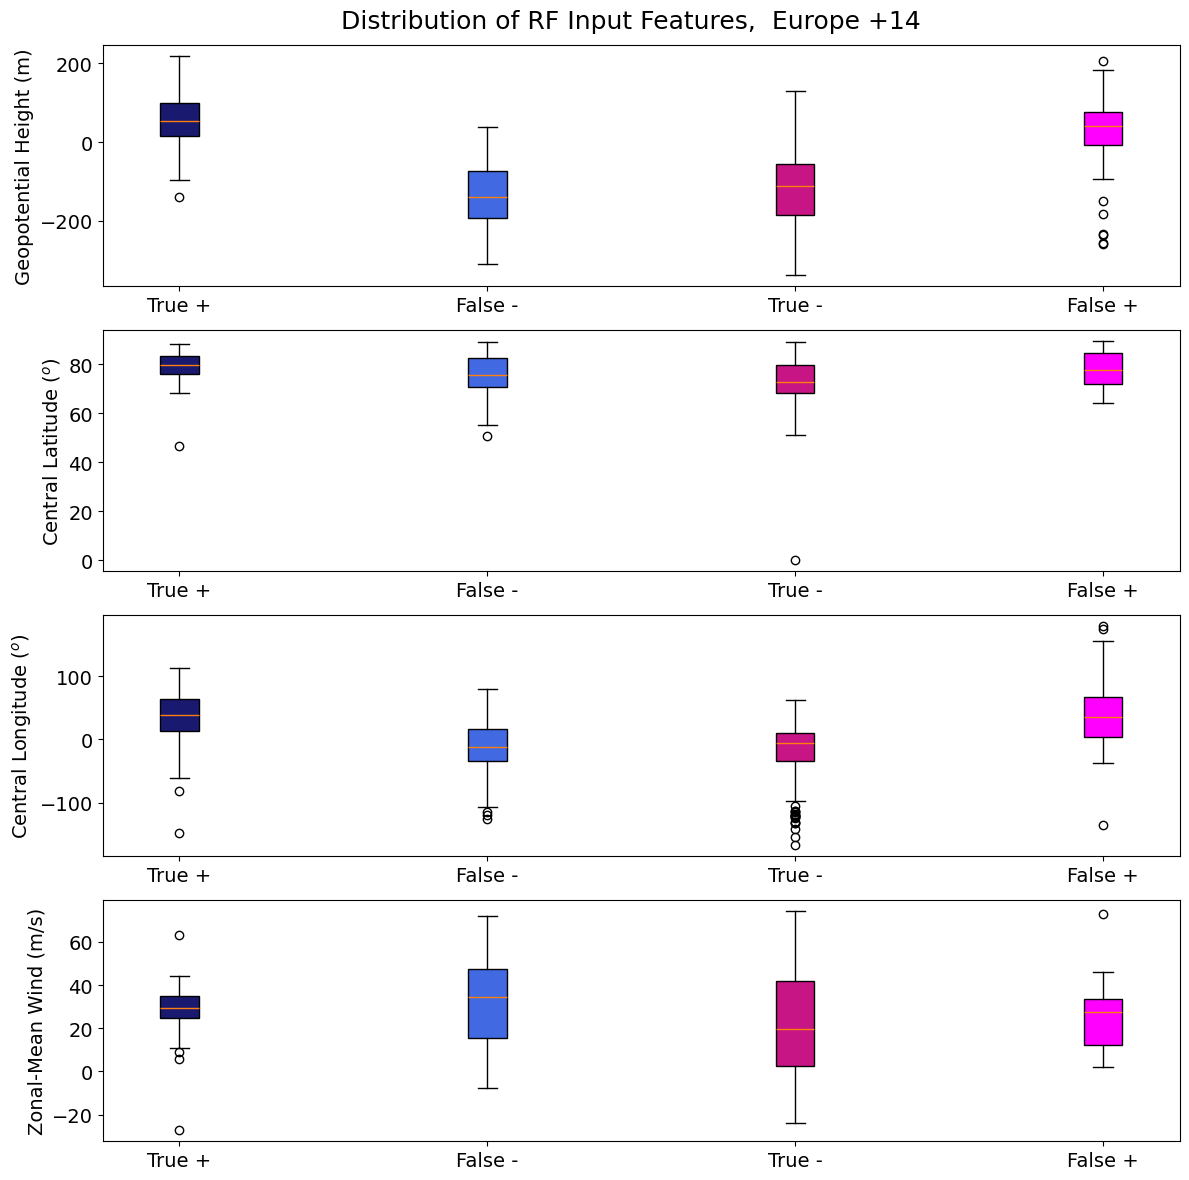 Distribution of RF Input Features,  Europe +14
Geopotential Height (m)
200
0
−200
True +
False -
True -
False +
Central Latitude (°)
80
60
40
20
0
True +
False -
True -
False +
Central Longitude (°)
100
0
−100
True +
False -
True -
False +
Zonal-Mean Wind (m/s)
60
40
20
0
−20
True +
False -
True -
False +